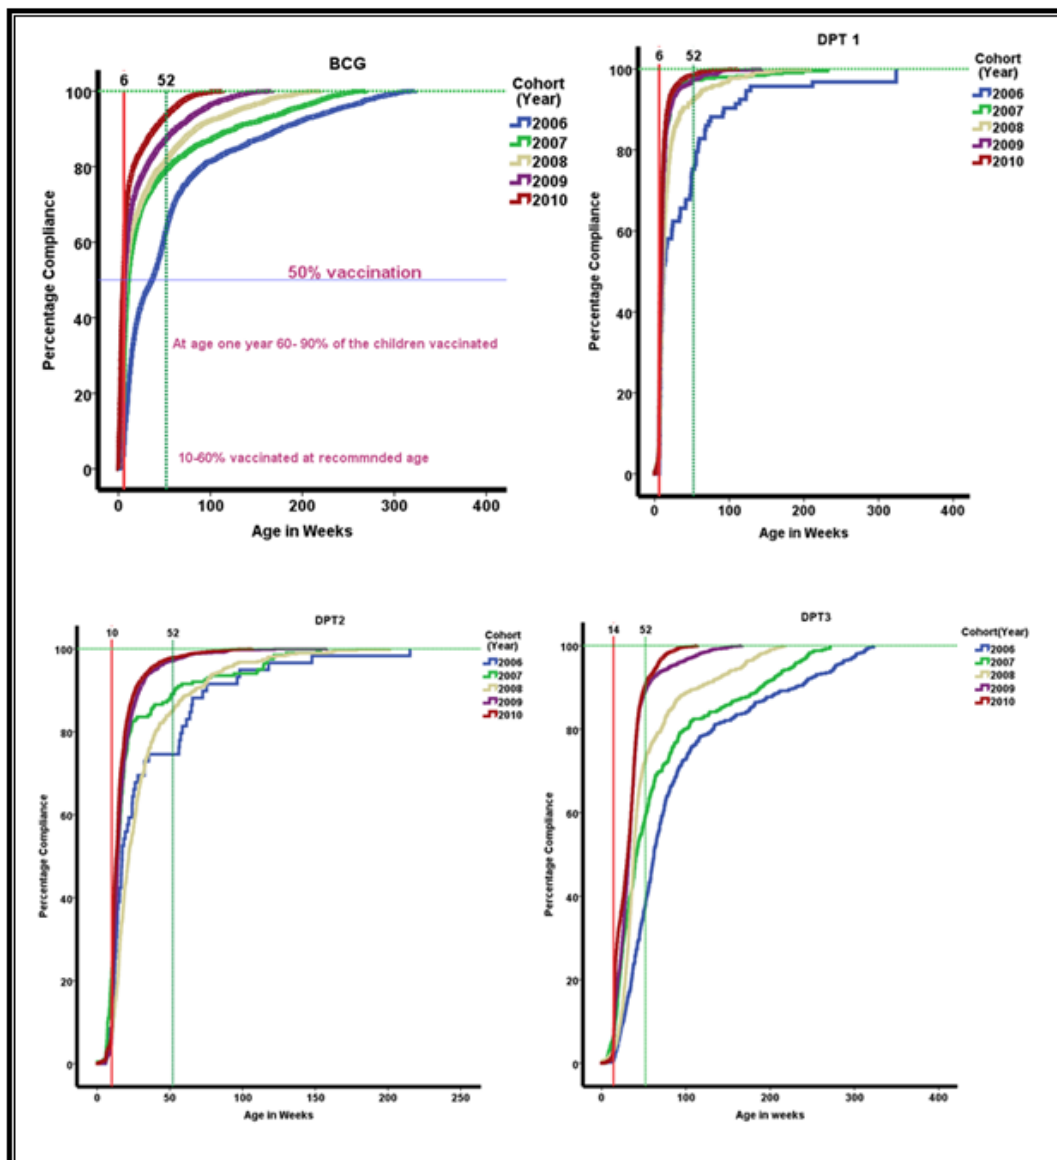 BCG
6 52
Cohort
(Year)
2006
2007
2008
2009
2010
100
80
60
40
20
0
Percentage Compliance
50% vaccination
At age one year 60- 90% of the children vaccinated
10-60% vaccinated at recommnded age
0 100 200 300 400
Age in Weeks
DPT 1
6 52
Cohort
(Year)
2006
2007
2008
2009
2010
100
80
60
40
20
0
Percentage Compliance
0 100 200 300 400
Age in Weeks
DPT2
10 52
Cohort
(Year)
2006
2007
2008
2009
2010
100
80
60
40
20
0
Percentage Compliance
0 50 100 150 200 250
Age in Weeks
DPT3
14 52
Cohort(Year)
2006
2007
2008
2009
2010
100
80
60
40
20
0
Percentage Compliance
0 100 200 300 400
Age in weeks